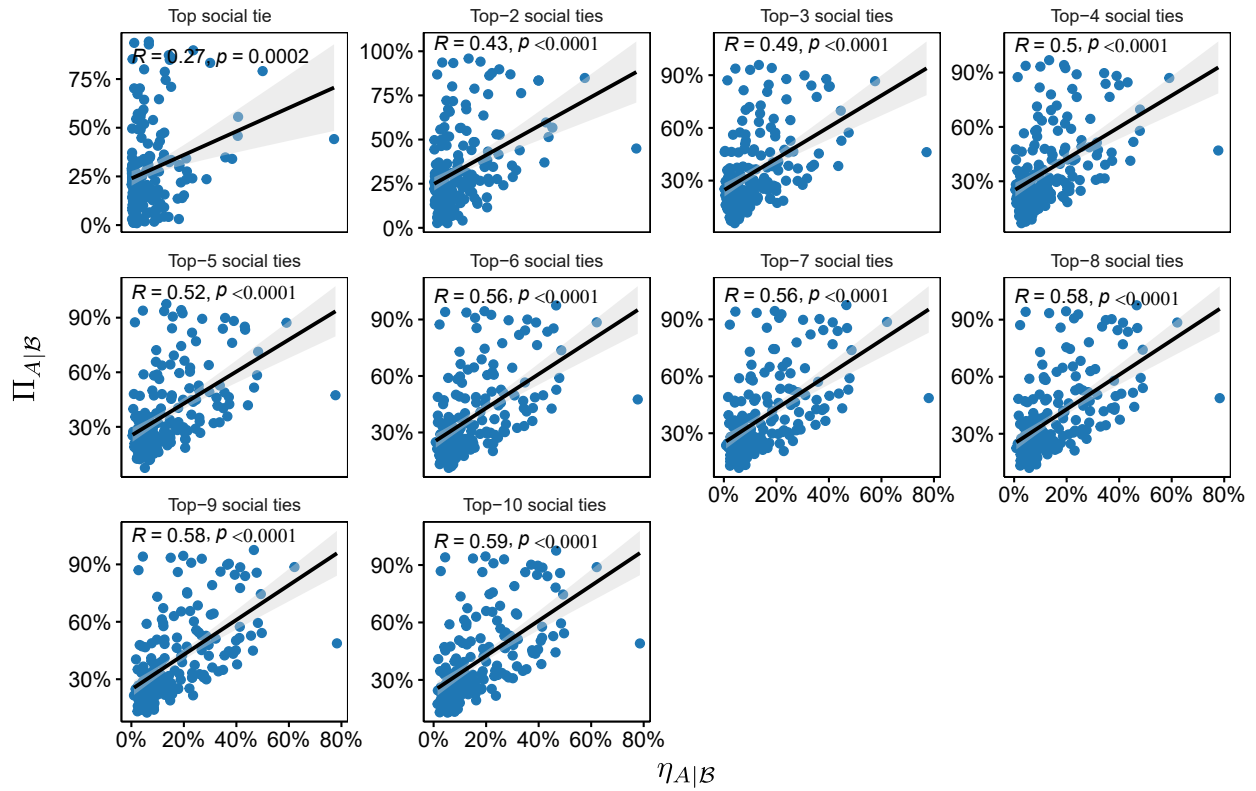 Top social tie
Top−2 social ties
Top−3 social ties
Top−4 social ties
R = 0.27, p = 0.0002
R = 0.43, p <0.0001
R = 0.49, p <0.0001
R = 0.5, p <0.0001
75%
50%
25%
0%
100%
75%
50%
25%
0%
90%
60%
30%
90%
60%
30%
Top−5 social ties
Top−6 social ties
Top−7 social ties
Top−8 social ties
R = 0.52, p <0.0001
R = 0.56, p <0.0001
R = 0.56, p <0.0001
R = 0.58, p <0.0001
90%
60%
30%
90%
60%
30%
90%
60%
30%
90%
60%
30%
0% 20% 40% 60% 80%
0% 20% 40% 60% 80%
Π_{A|ℬ}
Top−9 social ties
Top−10 social ties
R = 0.58, p <0.0001
R = 0.59, p <0.0001
90%
60%
30%
90%
60%
30%
0% 20% 40% 60% 80%
0% 20% 40% 60% 80%
η_{A|ℬ}